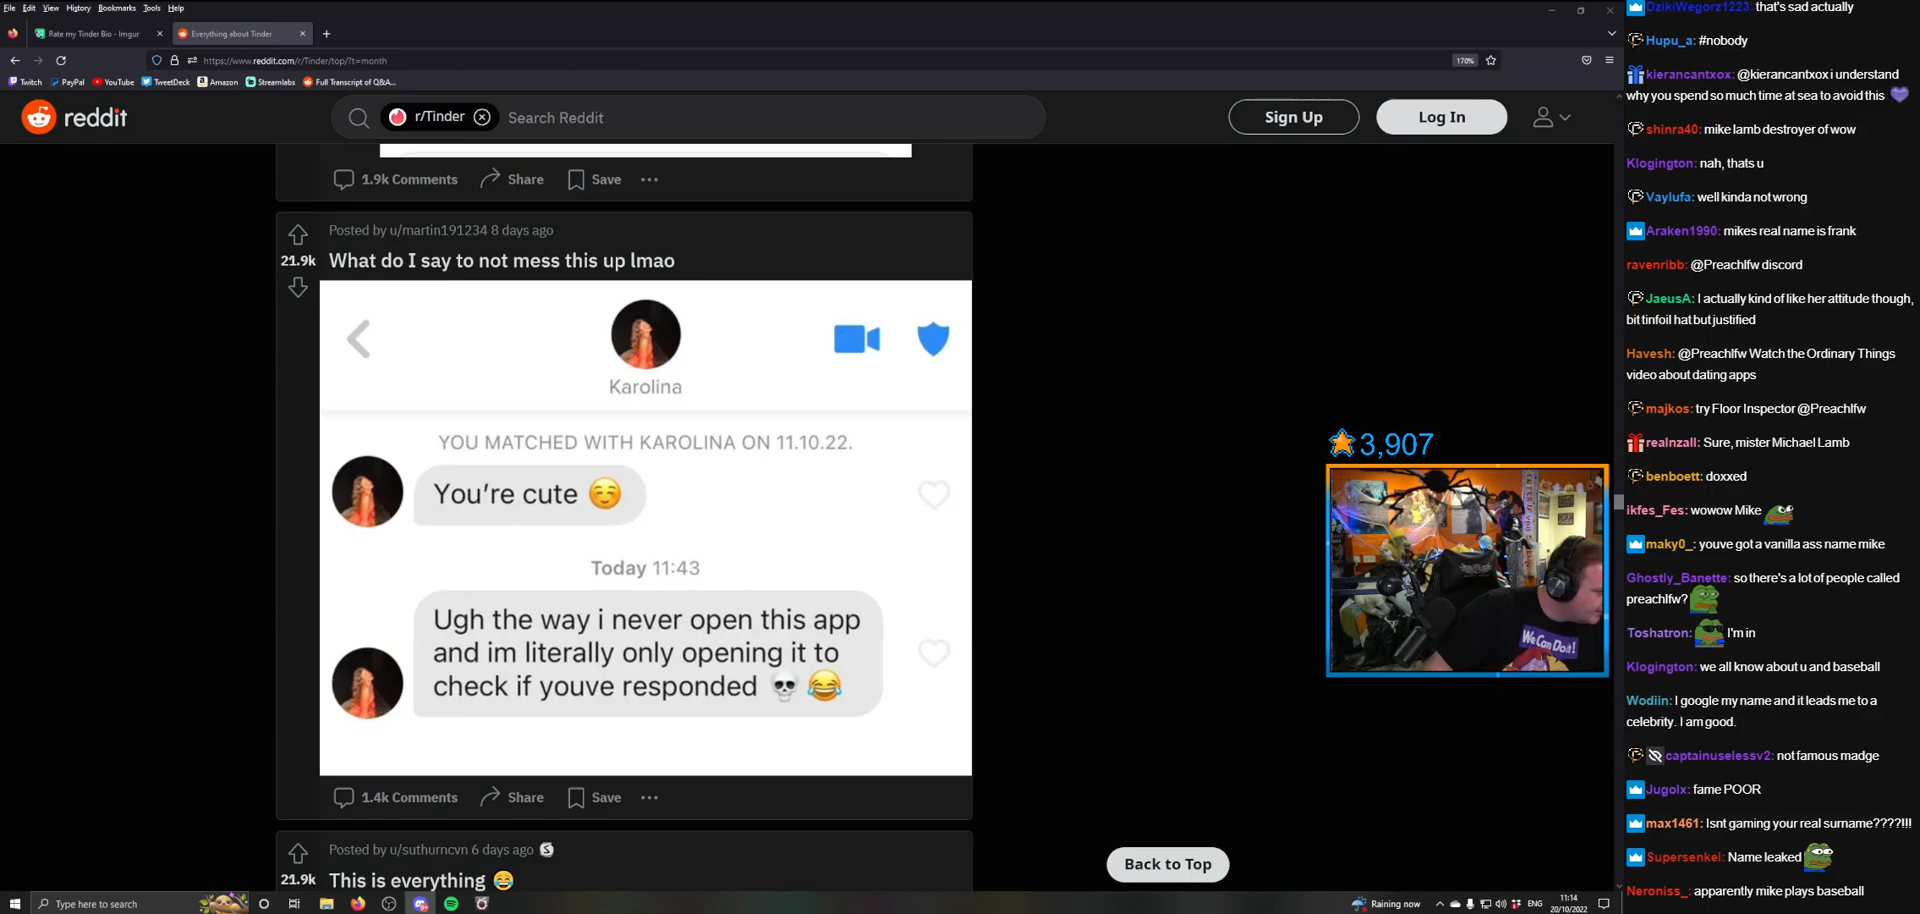 File Edit View History Bookmarks Tools Help
Rate my Tinder Bio - Imgur
Everything about Tinder
https://www.reddit.com/r/Tinder/top/?t=month
170%
Twitch PayPal YouTube TweetDeck Amazon Streamlabs Full Transcript of Q&A...
reddit
r/Tinder
Search Reddit
Sign Up
Log In
1.9k Comments Share Save
Posted by u/martin191234 8 days ago
21.9k
What do I say to not mess this up lmao
Karolina
YOU MATCHED WITH KAROLINA ON 11.10.22.
You're cute ☺️
Today 11:43
Ugh the way i never open this app
and im literally only opening it to
check if youve responded 💀😂
1.4k Comments Share Save
Posted by u/suthurncvn 6 days ago
21.9k
This is everything 😂
Back to Top
3,907
We Can Do It!
DzikiWegorz1223: that's sad actually
Hupu_a: #nobody
kierancantxox: @kierancantxox i understand
why you spend so much time at sea to avoid this 💜
shinra40: mike lamb destroyer of wow
Klogington: nah, thats u
Vaylufa: well kinda not wrong
Araken1990: mikes real name is frank
ravenribb: @Preachlfw discord
JaeusA: I actually kind of like her attitude though,
bit tinfoil hat but justified
Havesh: @Preachlfw Watch the Ordinary Things
video about dating apps
majkos: try Floor Inspector @Preachlfw
realnzall: Sure, mister Michael Lamb
benboett: doxxed
ikfes_Fes: wowow Mike
maky0_: youve got a vanilla ass name mike
Ghostly_Banette: so there's a lot of people called
preachlfw?
Toshatron: I'm in
Klogington: we all know about u and baseball
Wodiin: I google my name and it leads me to a
celebrity. I am good.
captainuselessv2: not famous madge
Jugolx: fame POOR
max1461: Isnt gaming your real surname????!!!
Supersenkel: Name leaked
Neroniss_: apparently mike plays baseball
Type here to search
Raining now
ENG
11:14
20/10/2022